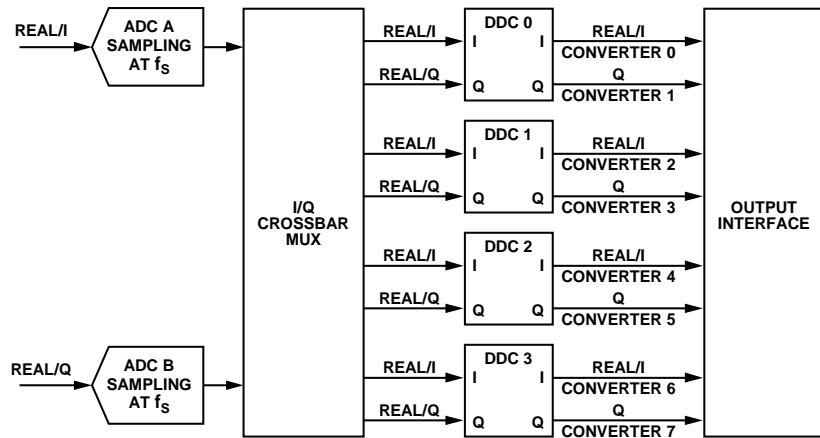 REAL/I
ADC A
SAMPLING
AT fS
REAL/Q
ADC B
SAMPLING
AT fS
I/Q
CROSSBAR
MUX
REAL/I
REAL/Q
DDC 0
I
I
Q
Q
REAL/I
CONVERTER 0
Q
CONVERTER 1
REAL/I
REAL/Q
DDC 1
I
I
Q
Q
REAL/I
CONVERTER 2
Q
CONVERTER 3
REAL/I
REAL/Q
DDC 2
I
I
Q
Q
REAL/I
CONVERTER 4
Q
CONVERTER 5
REAL/I
REAL/Q
DDC 3
I
I
Q
Q
REAL/I
CONVERTER 6
Q
CONVERTER 7
OUTPUT
INTERFACE